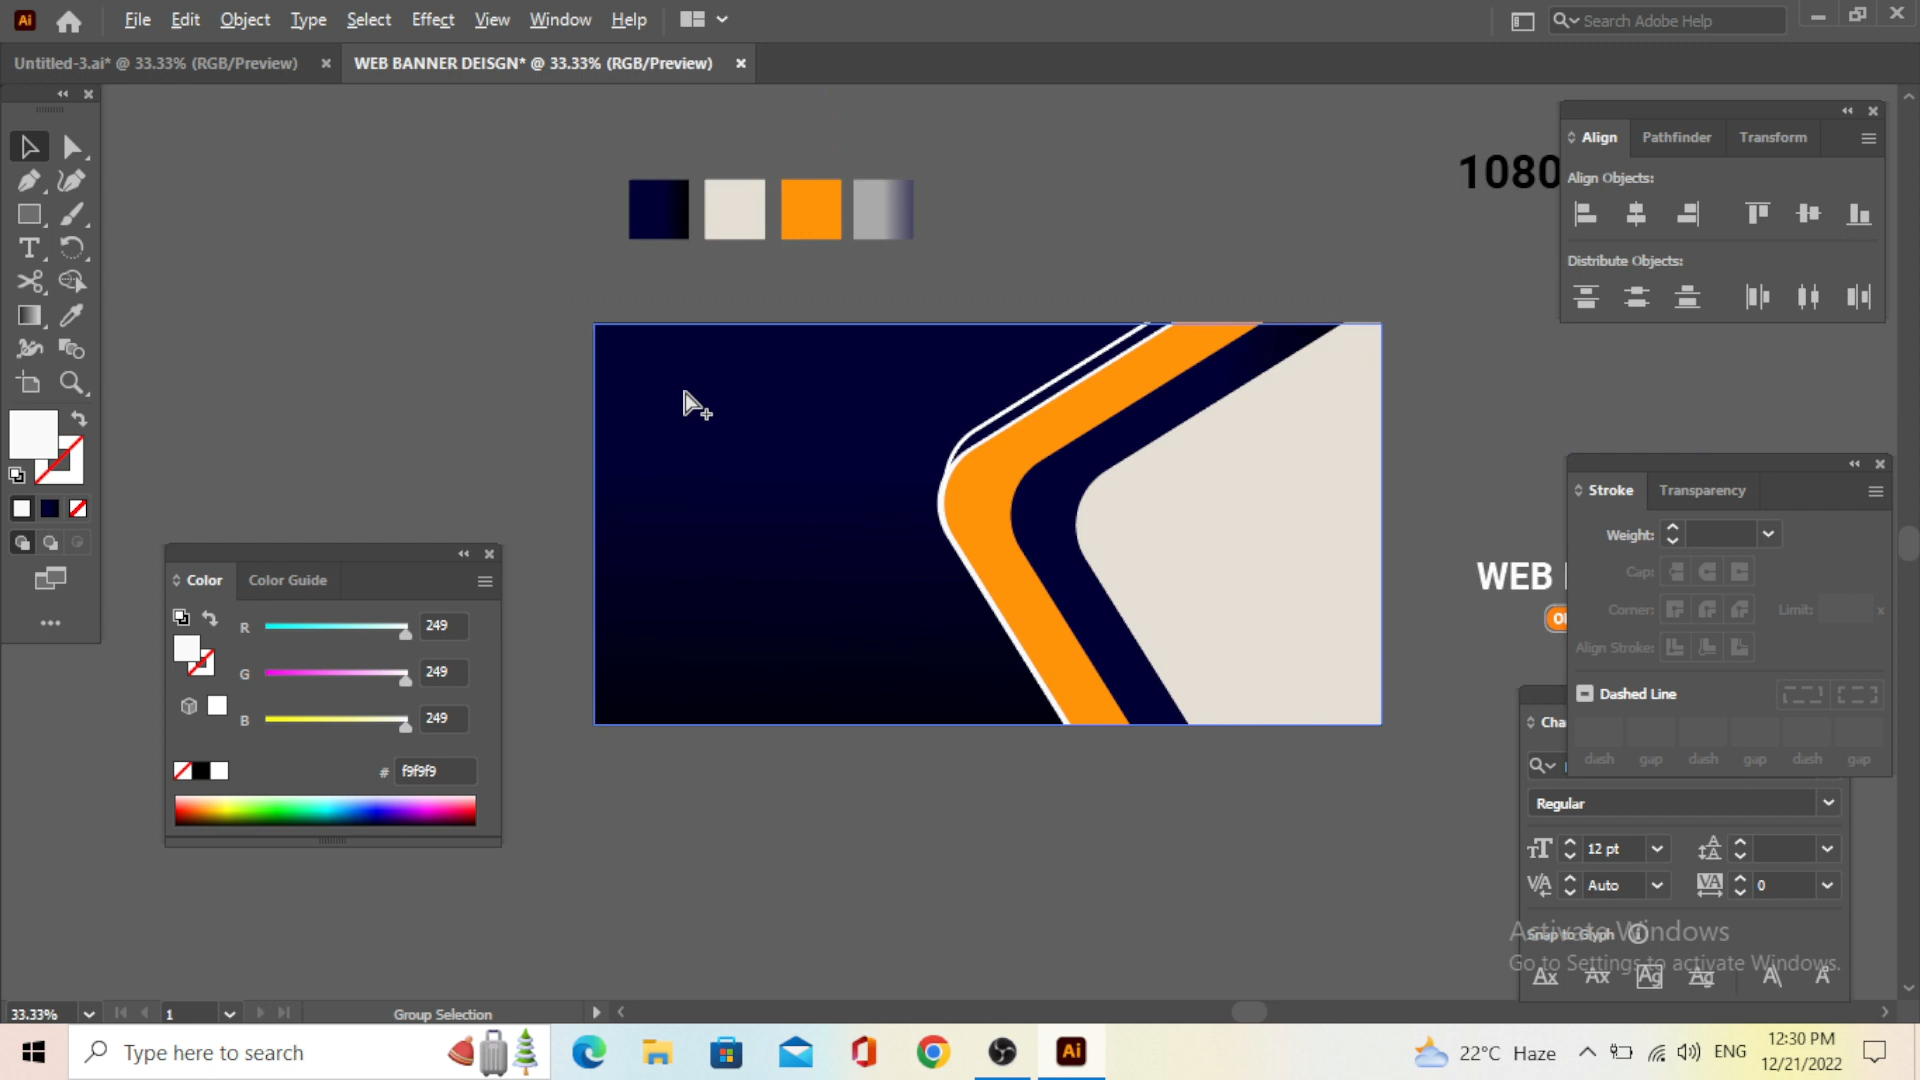 Ai File Edit Object Type Select Effect View Window Help Search Adobe Help
Untitled-3.ai* @ 33.33% (RGB/Preview) WEB BANNER DEISGN* @ 33.33% (RGB/Preview)
Align Pathfinder Transform
1080
Align Objects:
Distribute Objects:
Stroke Transparency
Weight:
Cap:
Corner: Limit: x
Align Stroke:
Dashed Line
dash gap dash gap dash gap
WEB
Color Color Guide
R 249
G 249
B 249
# f9f9f9
Cha
Regular
12 pt
Auto 0
Snap to Glyph
Activate Windows
Go to Settings to activate Windows.
33.33% 1 Group Selection
Type here to search
Ai
22°C Haze ENG 12:30 PM
12/21/2022